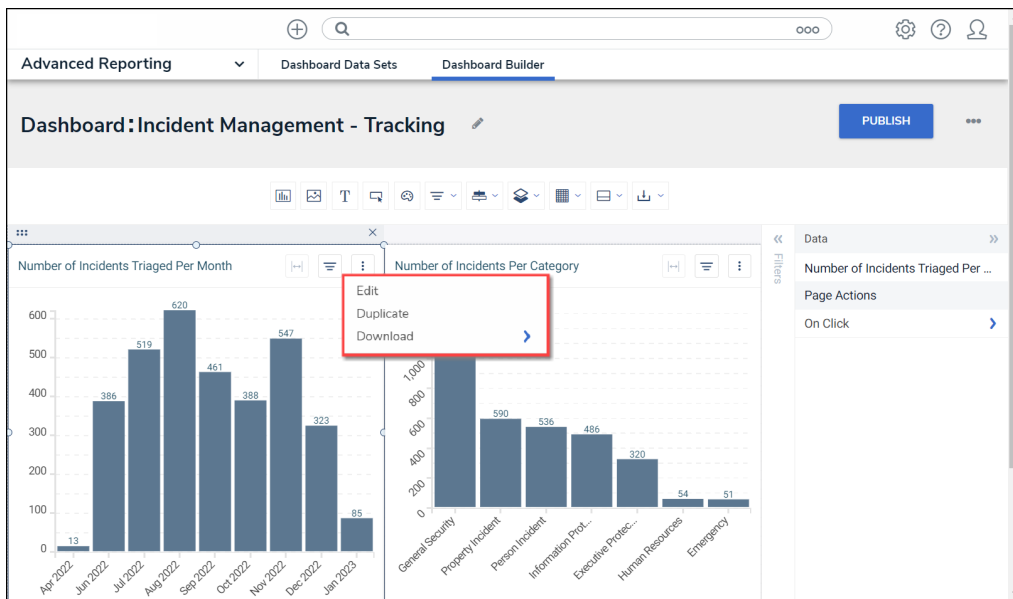 Advanced Reporting
Dashboard Data Sets
Dashboard Builder
Dashboard:Incident Management - Tracking
PUBLISH
T
Number of Incidents Triaged Per Month
Number of Incidents Per Category
Edit
Duplicate
Download
Filters
Data
Number of Incidents Triaged Per ...
Page Actions
On Click
600
500
400
300
200
100
0
13
386
519
620
461
388
547
323
85
Apr 2022
Jun 2022
Jul 2022
Aug 2022
Sep 2022
Oct 2022
Nov 2022
Dec 2022
Jan 2023
1,000
800
600
400
200
0
590
536
486
320
54
51
General Security
Property Incident
Person Incident
Information Prot...
Executive Protec...
Human Resources
Emergency